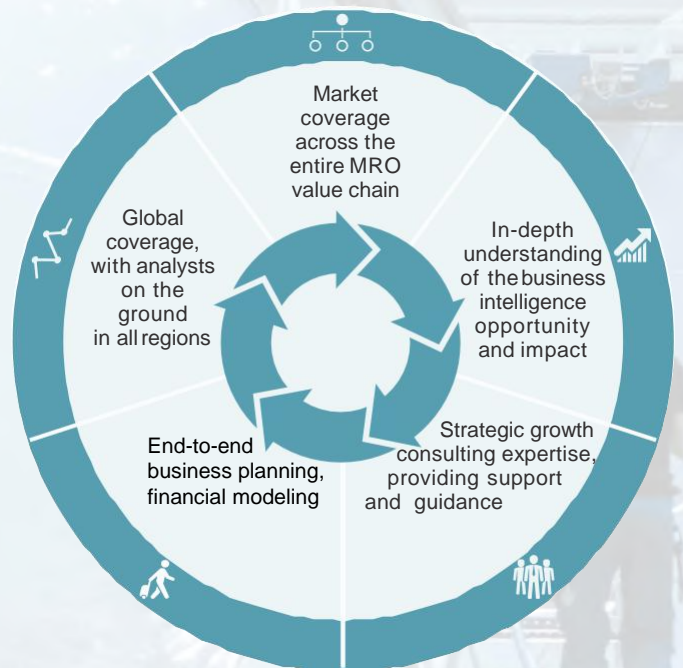 Market
coverage
across the
entire MRO
value chain
In-depth
understanding
of the business
intelligence
opportunity
and impact
Strategic growth
consulting expertise,
providing support
and guidance
End-to-end
business planning,
financial modeling
Global
coverage,
with analysts
on the
ground
in all regions